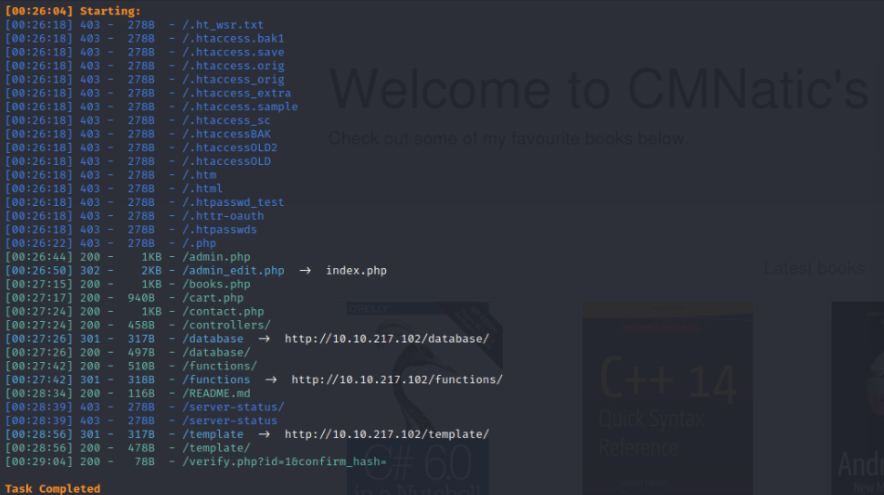 [00:26:04] Starting:
[00:26:18] 403 -  278B  - /.ht_wsr.txt
[00:26:18] 403 -  278B  - /.htaccess.bak1
[00:26:18] 403 -  278B  - /.htaccess.save
[00:26:18] 403 -  278B  - /.htaccess.orig
[00:26:18] 403 -  278B  - /.htaccess_orig
[00:26:18] 403 -  278B  - /.htaccess_extra
[00:26:18] 403 -  278B  - /.htaccess.sample
[00:26:18] 403 -  278B  - /.htaccess_sc
[00:26:18] 403 -  278B  - /.htaccessBAK
[00:26:18] 403 -  278B  - /.htaccessOLD2
[00:26:18] 403 -  278B  - /.htaccessOLD
[00:26:18] 403 -  278B  - /.htm
[00:26:18] 403 -  278B  - /.html
[00:26:18] 403 -  278B  - /.htpasswd_test
[00:26:18] 403 -  278B  - /.httr-oauth
[00:26:18] 403 -  278B  - /.htpasswds
[00:26:22] 403 -  278B  - /.php
[00:26:44] 200 -    1KB - /admin.php
[00:26:50] 302 -    2KB - /admin_edit.php  →  index.php
[00:27:15] 200 -    1KB - /books.php
[00:27:17] 200 -  940B  - /cart.php
[00:27:24] 200 -    1KB - /contact.php
[00:27:24] 200 -  458B  - /controllers/
[00:27:26] 301 -  317B  - /database  →  http://10.10.217.102/database/
[00:27:26] 200 -  497B  - /database/
[00:27:42] 200 -  510B  - /functions/
[00:27:42] 301 -  318B  - /functions  →  http://10.10.217.102/functions/
[00:28:34] 200 -  116B  - /README.md
[00:28:39] 403 -  278B  - /server-status/
[00:28:39] 403 -  278B  - /server-status
[00:28:56] 301 -  317B  - /template  →  http://10.10.217.102/template/
[00:28:56] 200 -  478B  - /template/
[00:29:04] 200 -   78B  - /verify.php?id=1&confirm_hash=
Task Completed
Welcome to CMNatic's
Check out some of my favourite books below.
Latest books
O'REILLY
C# 6.0
C++ 14
Quick Syntax
Reference